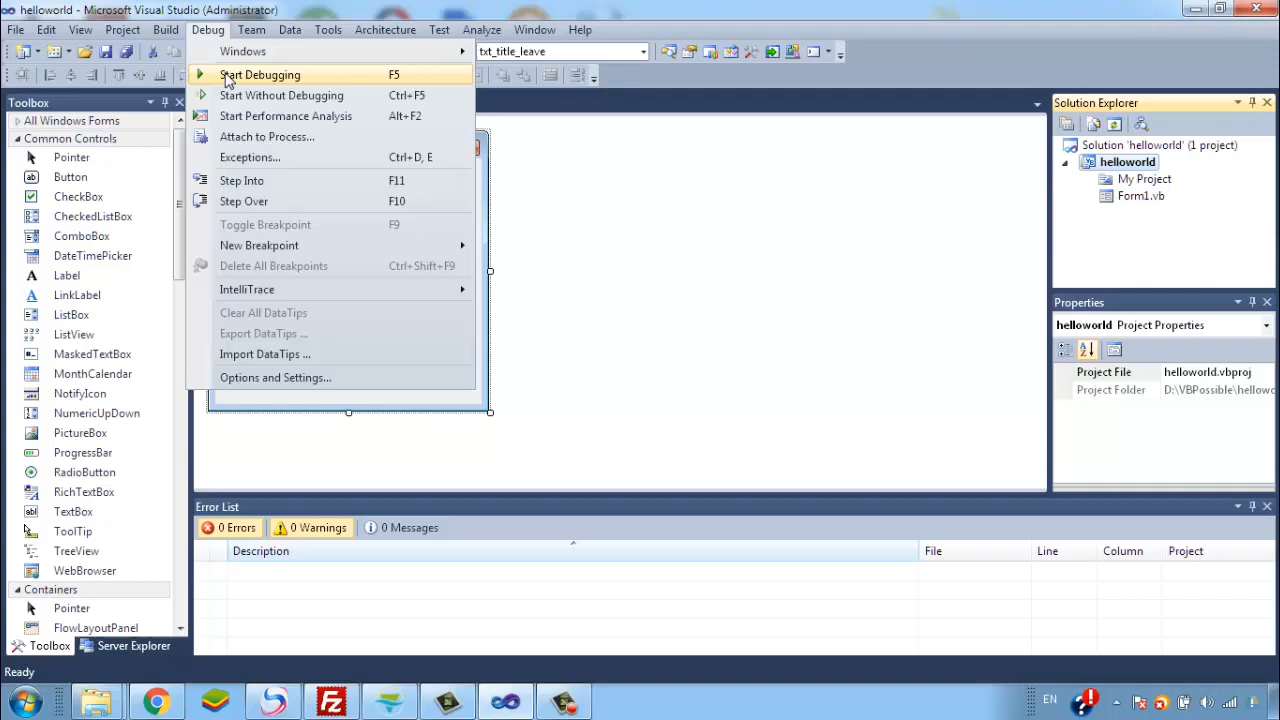 helloworld - Microsoft Visual Studio (Administrator)
File Edit View Project Build Debug Team Data Tools Architecture Test Analyze Window Help
txt_title_leave
Windows
Start Debugging F5
Start Without Debugging Ctrl+F5
Start Performance Analysis Alt+F2
Attach to Process...
Exceptions... Ctrl+D, E
Step Into F11
Step Over F10
Toggle Breakpoint F9
New Breakpoint
Delete All Breakpoints Ctrl+Shift+F9
IntelliTrace
Clear All DataTips
Export DataTips ...
Import DataTips ...
Options and Settings...
Toolbox
All Windows Forms
Common Controls
Pointer
Button
CheckBox
CheckedListBox
ComboBox
DateTimePicker
Label
LinkLabel
ListBox
ListView
MaskedTextBox
MonthCalendar
NotifyIcon
NumericUpDown
PictureBox
ProgressBar
RadioButton
RichTextBox
TextBox
ToolTip
TreeView
WebBrowser
Containers
Pointer
FlowLayoutPanel
Toolbox Server Explorer
Solution Explorer
Solution 'helloworld' (1 project)
helloworld
My Project
Form1.vb
Properties
helloworld Project Properties
Project File helloworld.vbproj
Project Folder D:\VBPossible\hellowo
Error List
0 Errors 0 Warnings 0 Messages
Description File Line Column Project
Ready
EN